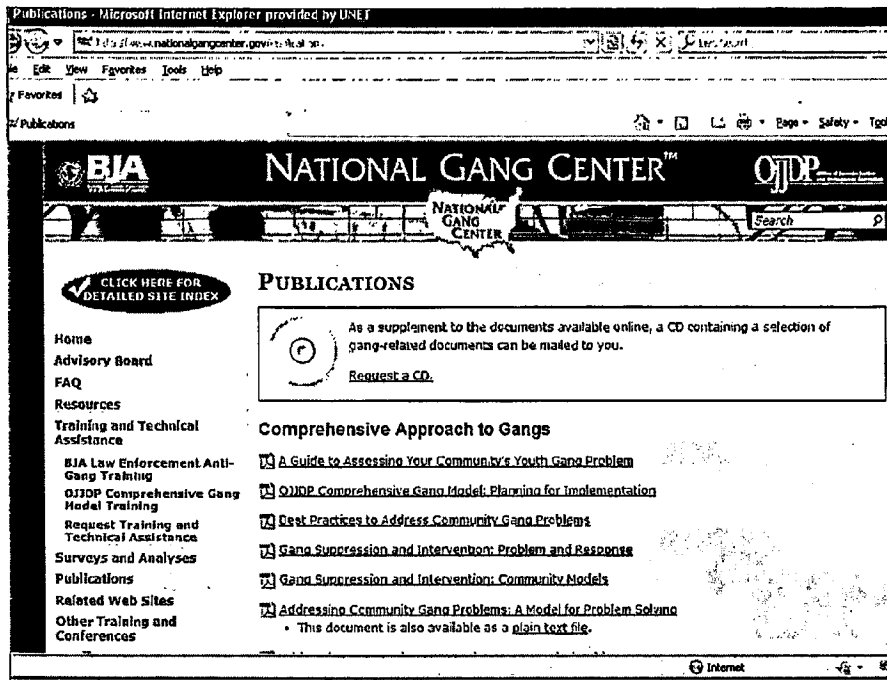 Publications - Microsoft Internet Explorer provided by UNET
www.nationalgangcenter.gov
Edit View Favorites Tools Help
Favorites
Publications
Page Safety
BJA
NATIONAL GANG CENTER™
OJJDP
NATIONAL
GANG
CENTER
Search
CLICK HERE FOR
DETAILED SITE INDEX
PUBLICATIONS
As a supplement to the documents available online, a CD containing a selection of
gang-related documents can be mailed to you.
Request a CD.
Home
Advisory Board
FAQ
Resources
Training and Technical
Assistance
BJA Law Enforcement Anti-
Gang Training
OJJDP Comprehensive Gang
Model Training
Request Training and
Technical Assistance
Surveys and Analyses
Publications
Related Web Sites
Other Training and
Conferences
Comprehensive Approach to Gangs
A Guide to Assessing Your Community's Youth Gang Problem
OJJDP Comprehensive Gang Model: Planning for Implementation
Best Practices to Address Community Gang Problems
Gang Suppression and Intervention: Problem and Response
Gang Suppression and Intervention: Community Models
Addressing Community Gang Problems: A Model for Problem Solving
• This document is also available as a plain text file.
Internet